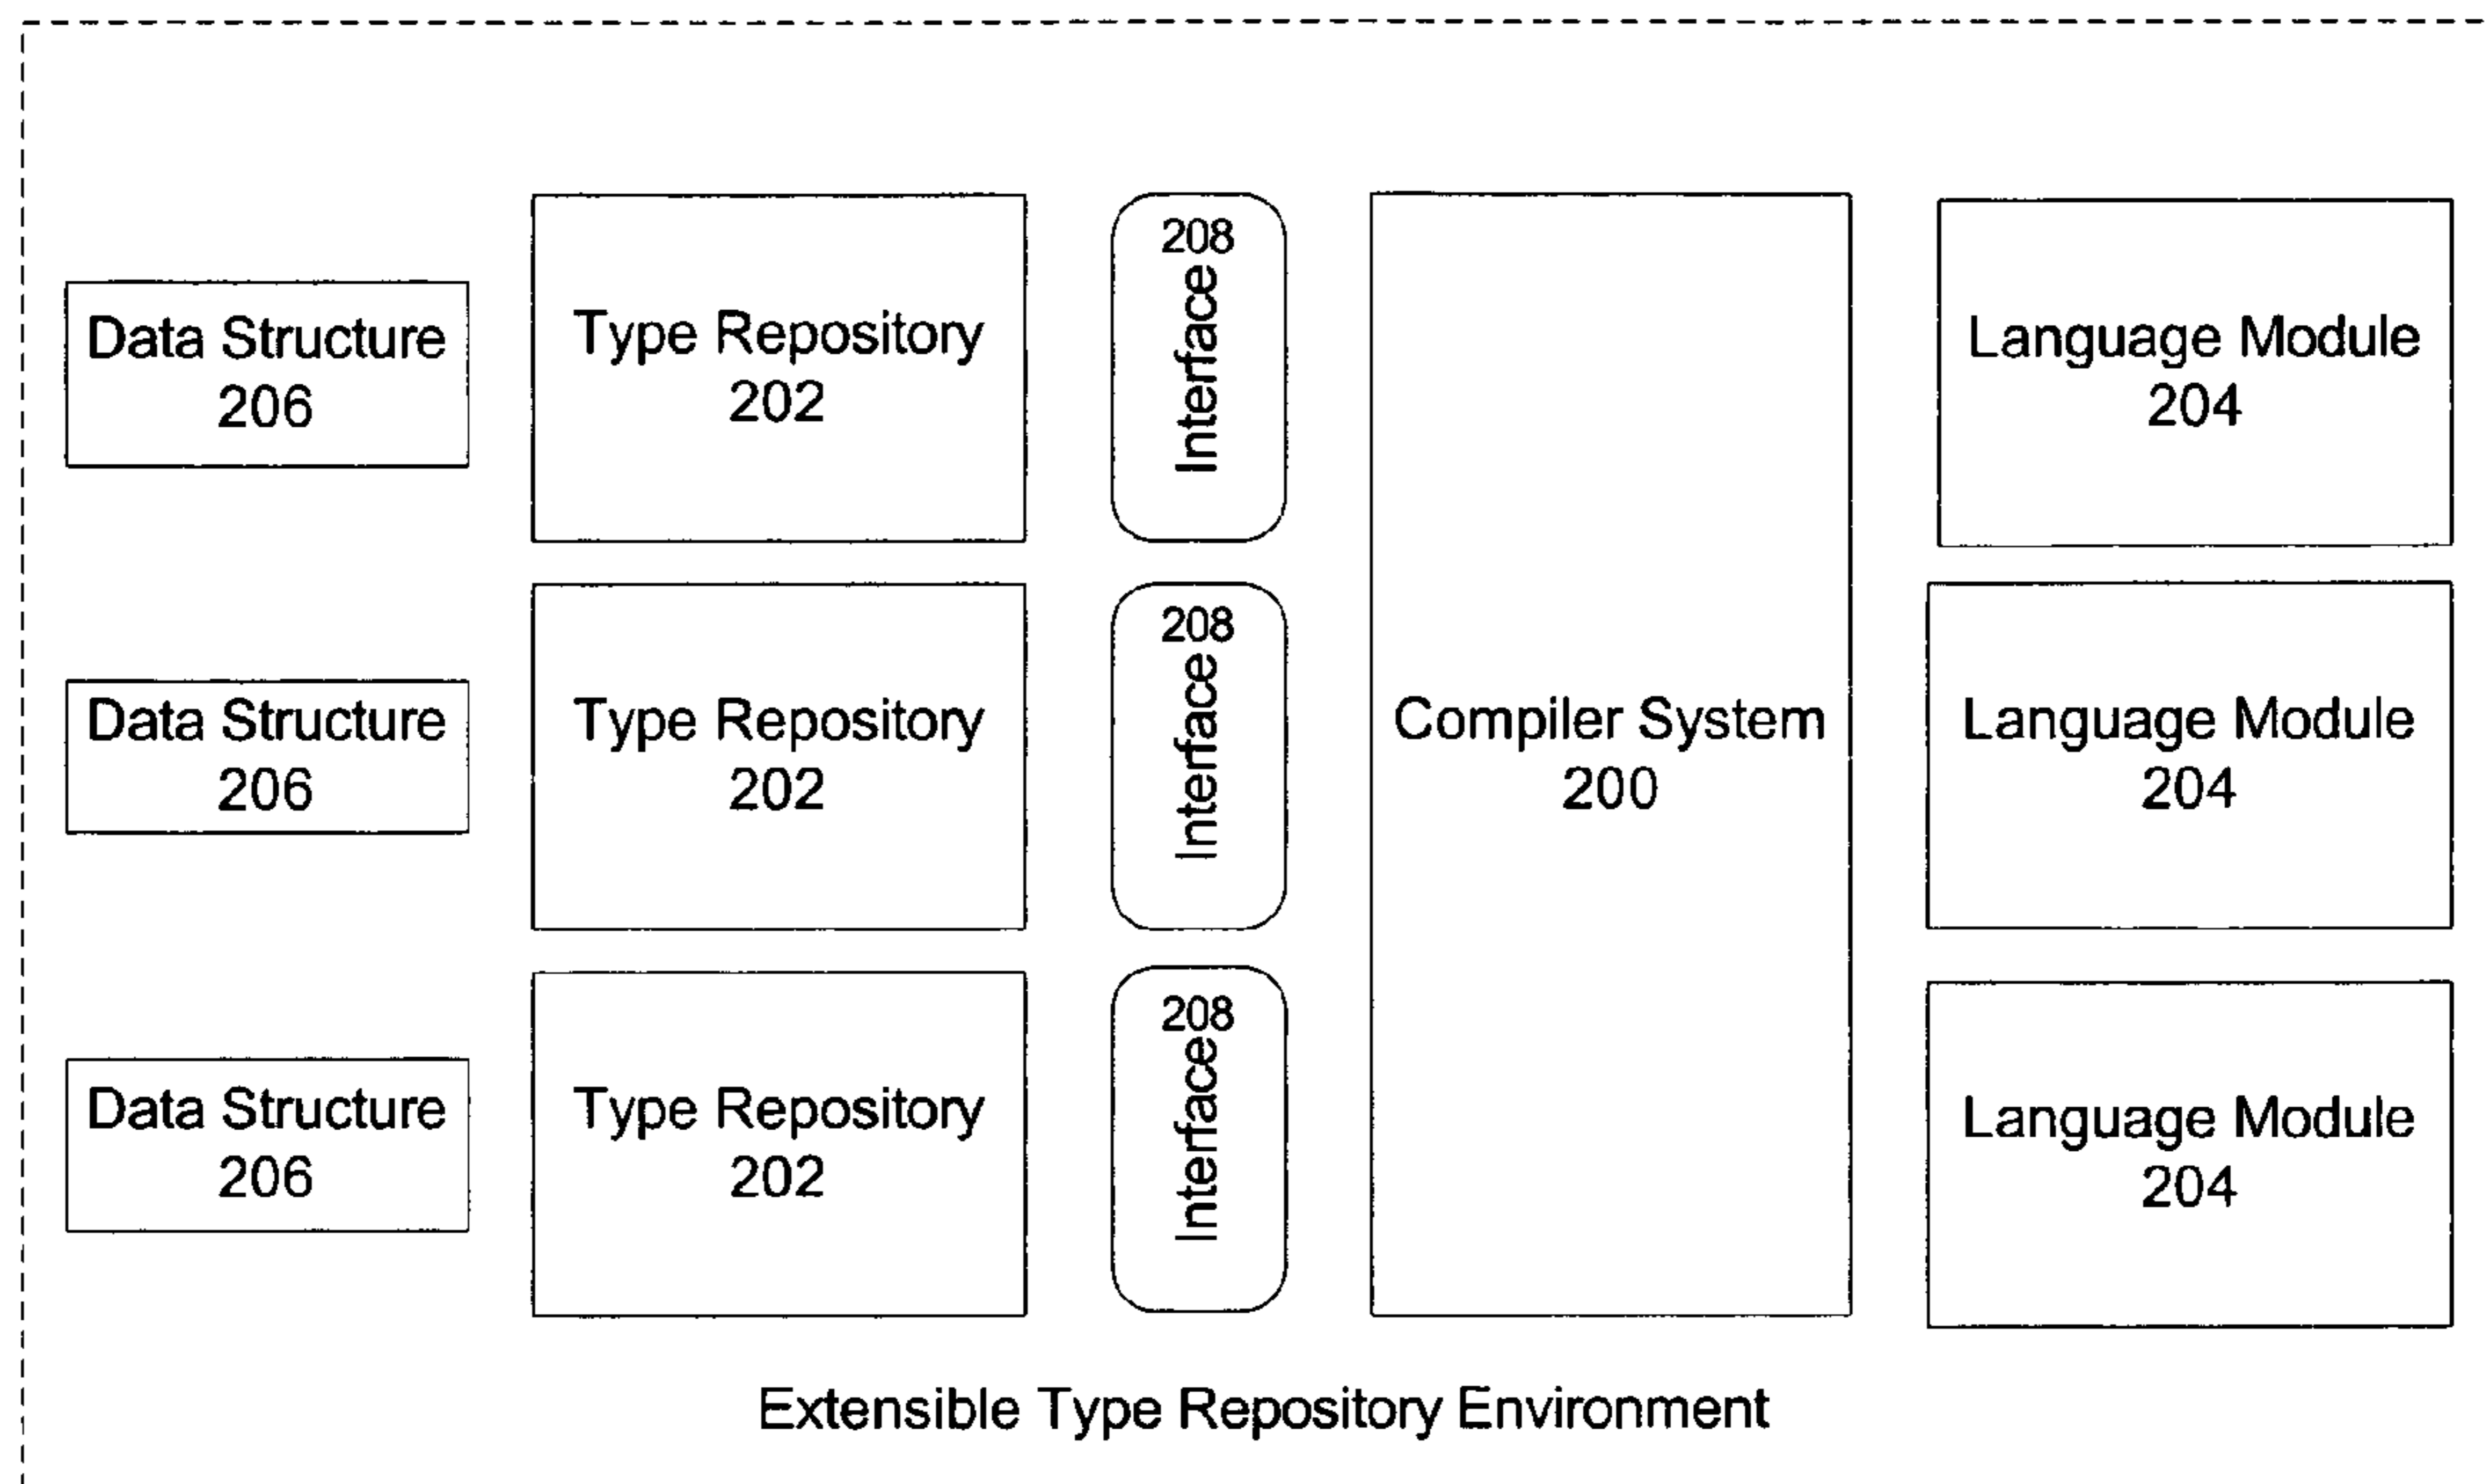 Data Structure
206
Type Repository
202
208
Interface
Language Module
204
Data Structure
206
Type Repository
202
208
Interface
Compiler System
200
Language Module
204
Data Structure
206
Type Repository
202
208
Interface
Language Module
204
Extensible Type Repository Environment